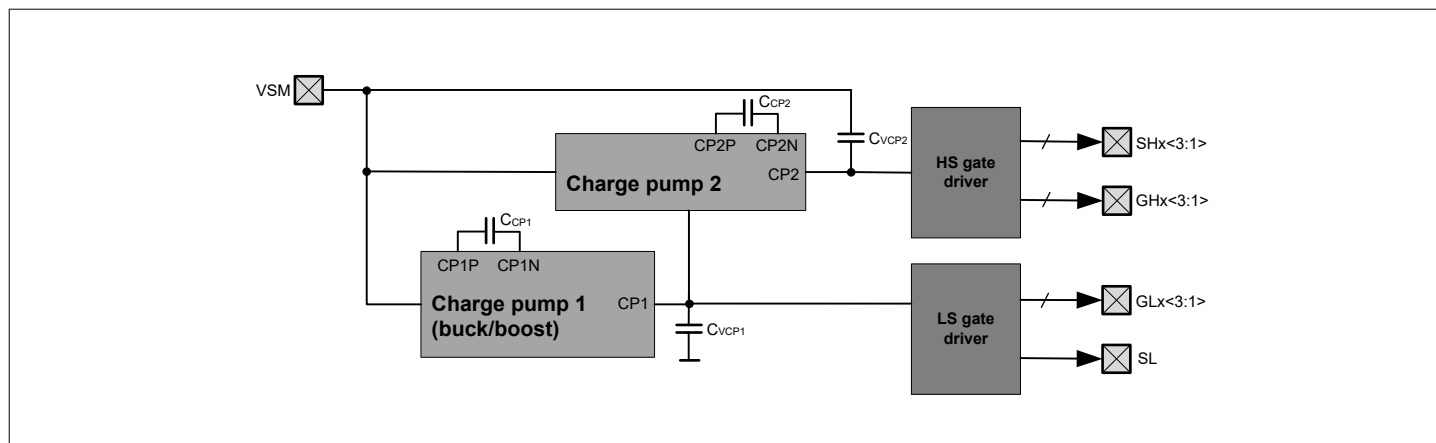 VSM
CCP2
CP2P CP2N
CVCP2
Charge pump 2
CP2
HS gate
driver
SHx<3:1>
GHx<3:1>
CCP1
CP1P CP1N
Charge pump 1
(buck/boost)
CP1
CVCP1
LS gate
driver
GLx<3:1>
SL